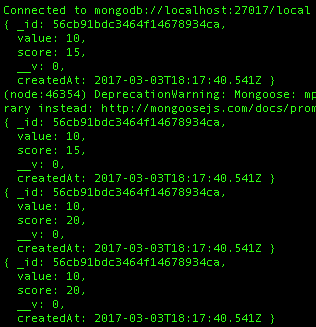 Connected to mongodb://localhost:27017/local
{ _id: 56cb91bdc3464f14678934ca,
  value: 10,
  score: 15,
  __v: 0,
  createdAt: 2017-03-03T18:17:40.541Z }
(node:46354) DeprecationWarning: Mongoose: mp
rary instead: http://mongoosejs.com/docs/prom
{ _id: 56cb91bdc3464f14678934ca,
  value: 10,
  score: 15,
  __v: 0,
  createdAt: 2017-03-03T18:17:40.541Z }
{ _id: 56cb91bdc3464f14678934ca,
  value: 10,
  score: 20,
  __v: 0,
  createdAt: 2017-03-03T18:17:40.541Z }
{ _id: 56cb91bdc3464f14678934ca,
  value: 10,
  score: 20,
  __v: 0,
  createdAt: 2017-03-03T18:17:40.541Z }